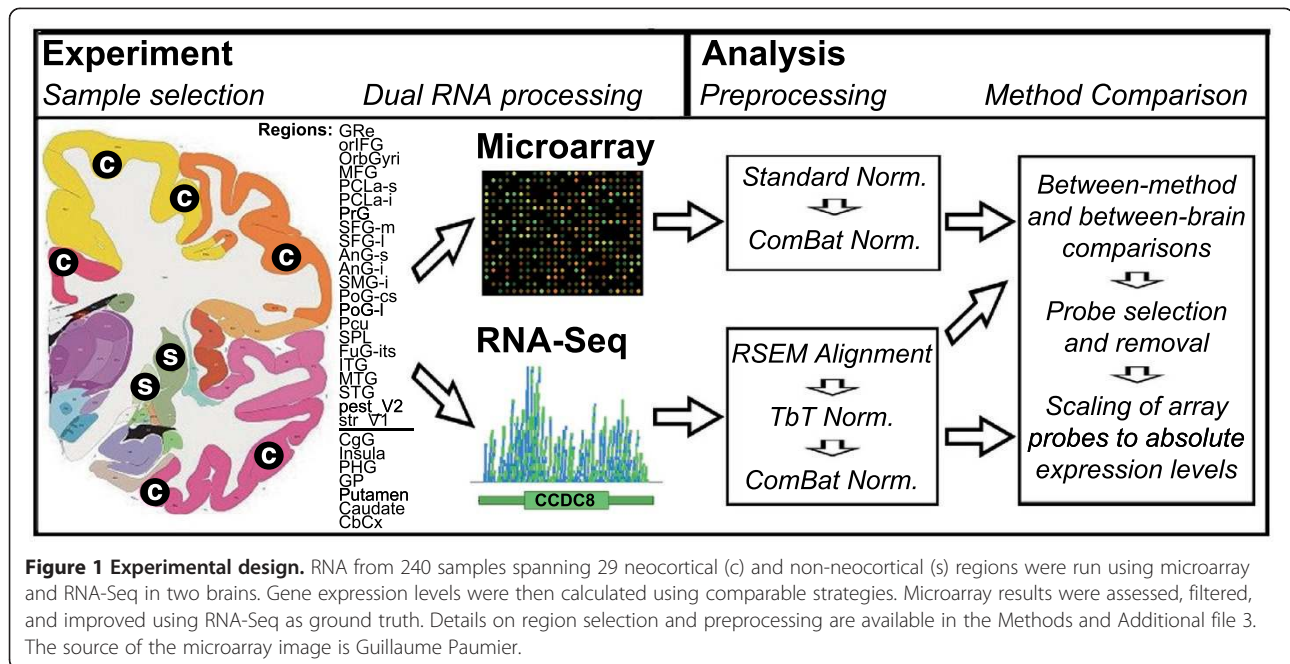 Experiment
Analysis
Sample selection
Dual RNA processing
Preprocessing
Method Comparison
Regions:
GRe
orIFG
OrbGyri
MFG
PCLa-s
PCLa-i
PrG
SFG-m
SFG-l
AnG-s
AnG-i
SMG-i
PoG-cs
PoG-l
Pcu
SPL
FuG-its
ITG
MTG
STG
pest_V2
str_V1
CgG
Insula
PHG
GP
Putamen
Caudate
CbCx
C
C
C
C
S
S
C
C
Microarray
RNA-Seq
CCDC8
Standard Norm.
ComBat Norm.
RSEM Alignment
TbT Norm.
ComBat Norm.
Between-method
and between-brain
comparisons
Probe selection
and removal
Scaling of array
probes to absolute
expression levels
Figure 1 Experimental design. RNA from 240 samples spanning 29 neocortical (c) and non-neocortical (s) regions were run using microarray
and RNA-Seq in two brains. Gene expression levels were then calculated using comparable strategies. Microarray results were assessed, filtered,
and improved using RNA-Seq as ground truth. Details on region selection and preprocessing are available in the Methods and Additional file 3.
The source of the microarray image is Guillaume Paumier.